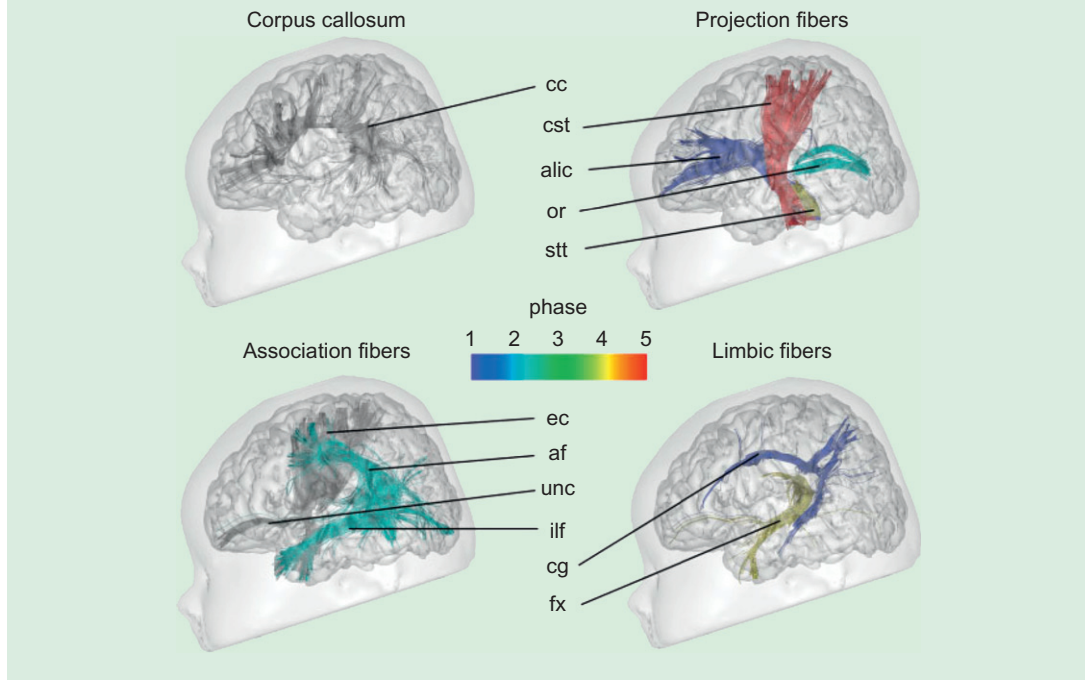 Corpus callosum
Projection fibers
cc
cst
alic
or
stt
phase
1 2 3 4 5
Association fibers
Limbic fibers
ec
af
unc
ilf
cg
fx